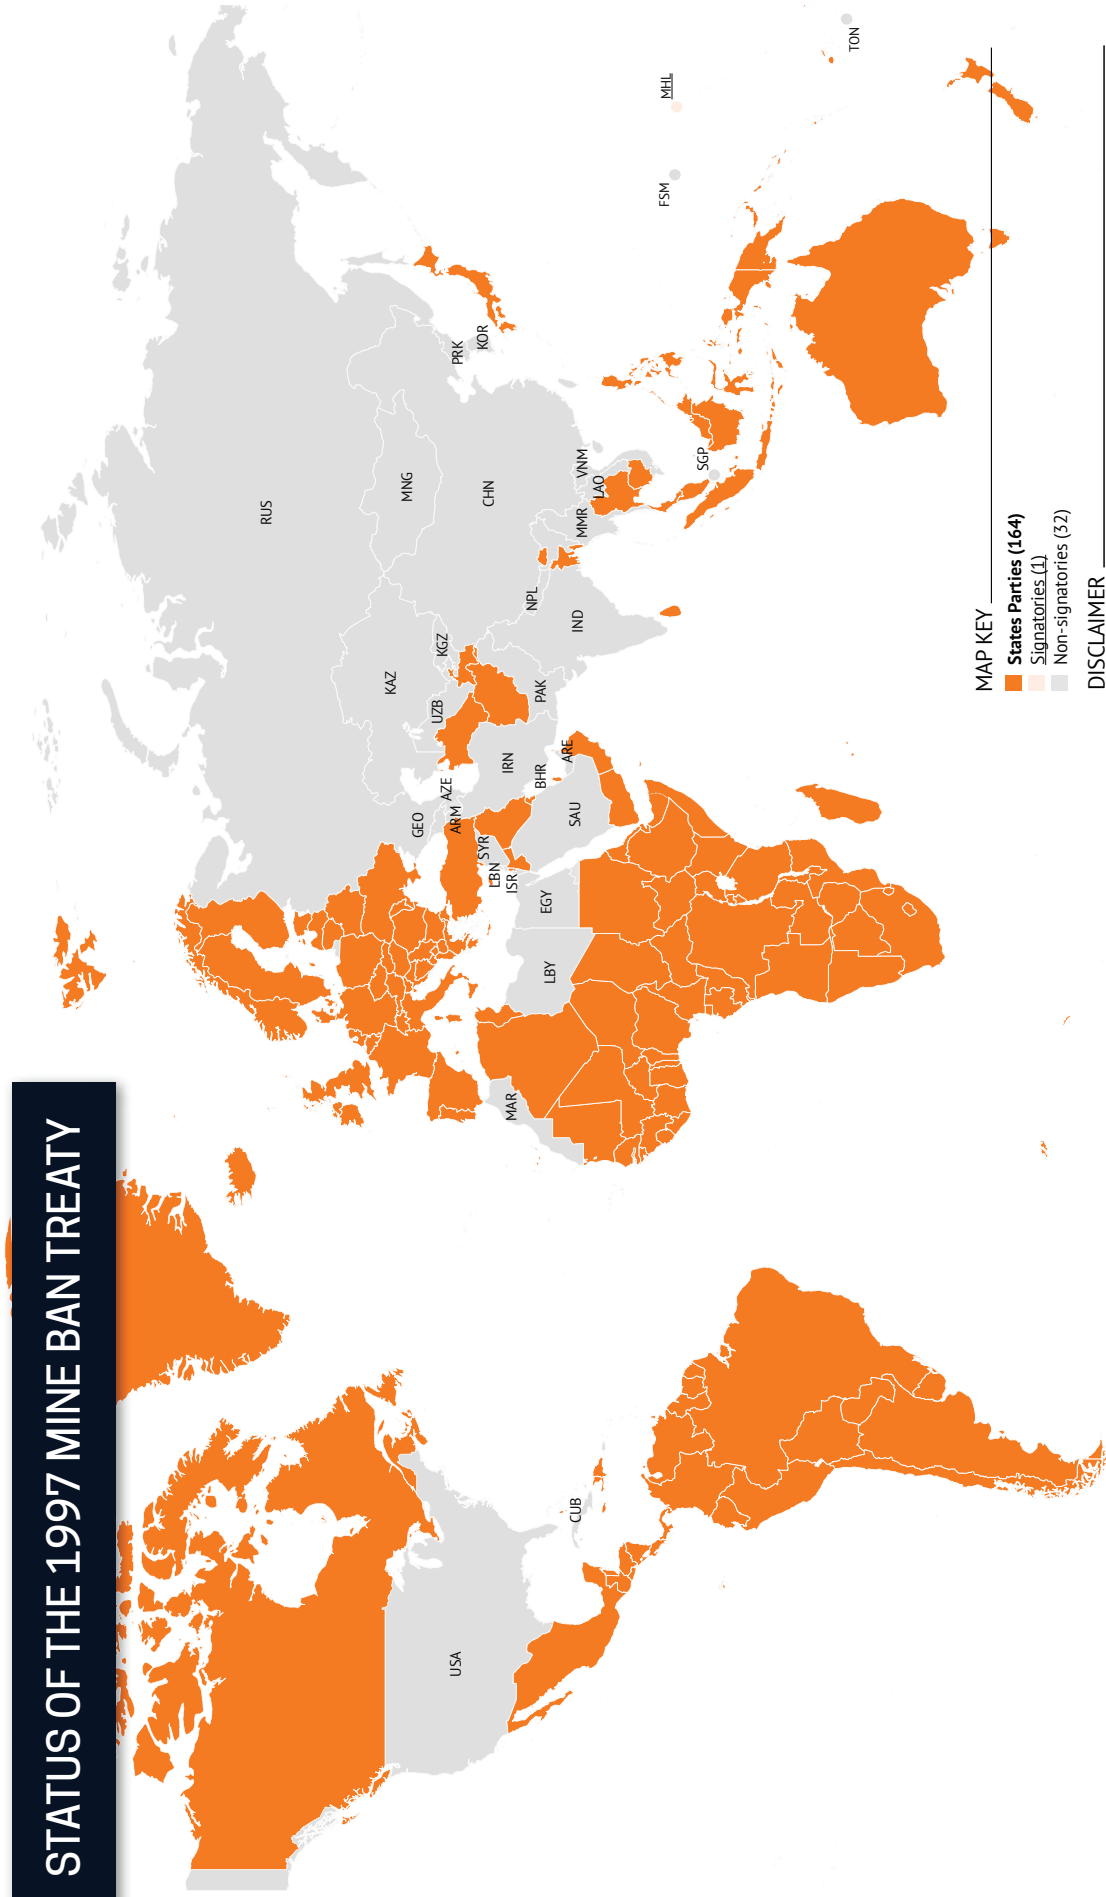 STATUS OF THE 1997 MINE BAN TREATY
RUS
MNG
CHN
PRK
KOR
KAZ
KGZ
UZB
GEO
AZE
ARM
SYR
LBN
ISR
IRN
BHR
ARE
SAU
EGY
LBY
MAR
PAK
IND
NPL
MMR
LAO
VNM
SGP
FSM
MHL
TON
USA
CUB
MAP KEY
States Parties (164)
Signatories (1)
Non-signatories (32)
DISCLAIMER